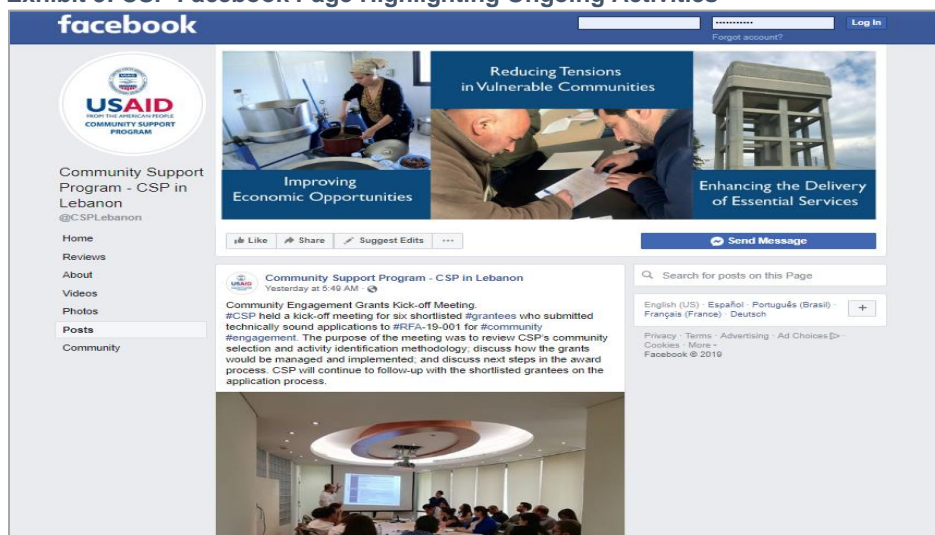 Exhibit 5. CSP Facebook Page Highlighting Ongoing Activities
facebook
Log In
Forgot account?
USAID
FROM THE AMERICAN PEOPLE
COMMUNITY SUPPORT
PROGRAM
Community Support
Program - CSP in
Lebanon
@CSPLebanon
Home
Reviews
About
Videos
Photos
Posts
Community
Improving
Economic Opportunities
Reducing Tensions
in Vulnerable Communities
Enhancing the Delivery
of Essential Services
Like
Share
Suggest Edits
Send Message
Community Support Program - CSP in Lebanon
Yesterday at 5:49 AM ·
Community Engagement Grants Kick-off Meeting.
#CSP held a kick-off meeting for six shortlisted #grantees who submitted
technically sound applications to #RFA-19-001 for #community
#engagement. The purpose of the meeting was to review CSP's community
selection and activity identification methodology; discuss how the grants
would be managed and implemented; and discuss next steps in the award
process. CSP will continue to follow-up with the shortlisted grantees on the
application process.
Search for posts on this Page
English (US) · Español · Português (Brasil) ·
Français (France) · Deutsch
Privacy · Terms · Advertising · Ad Choices ·
Cookies · More
Facebook © 2019